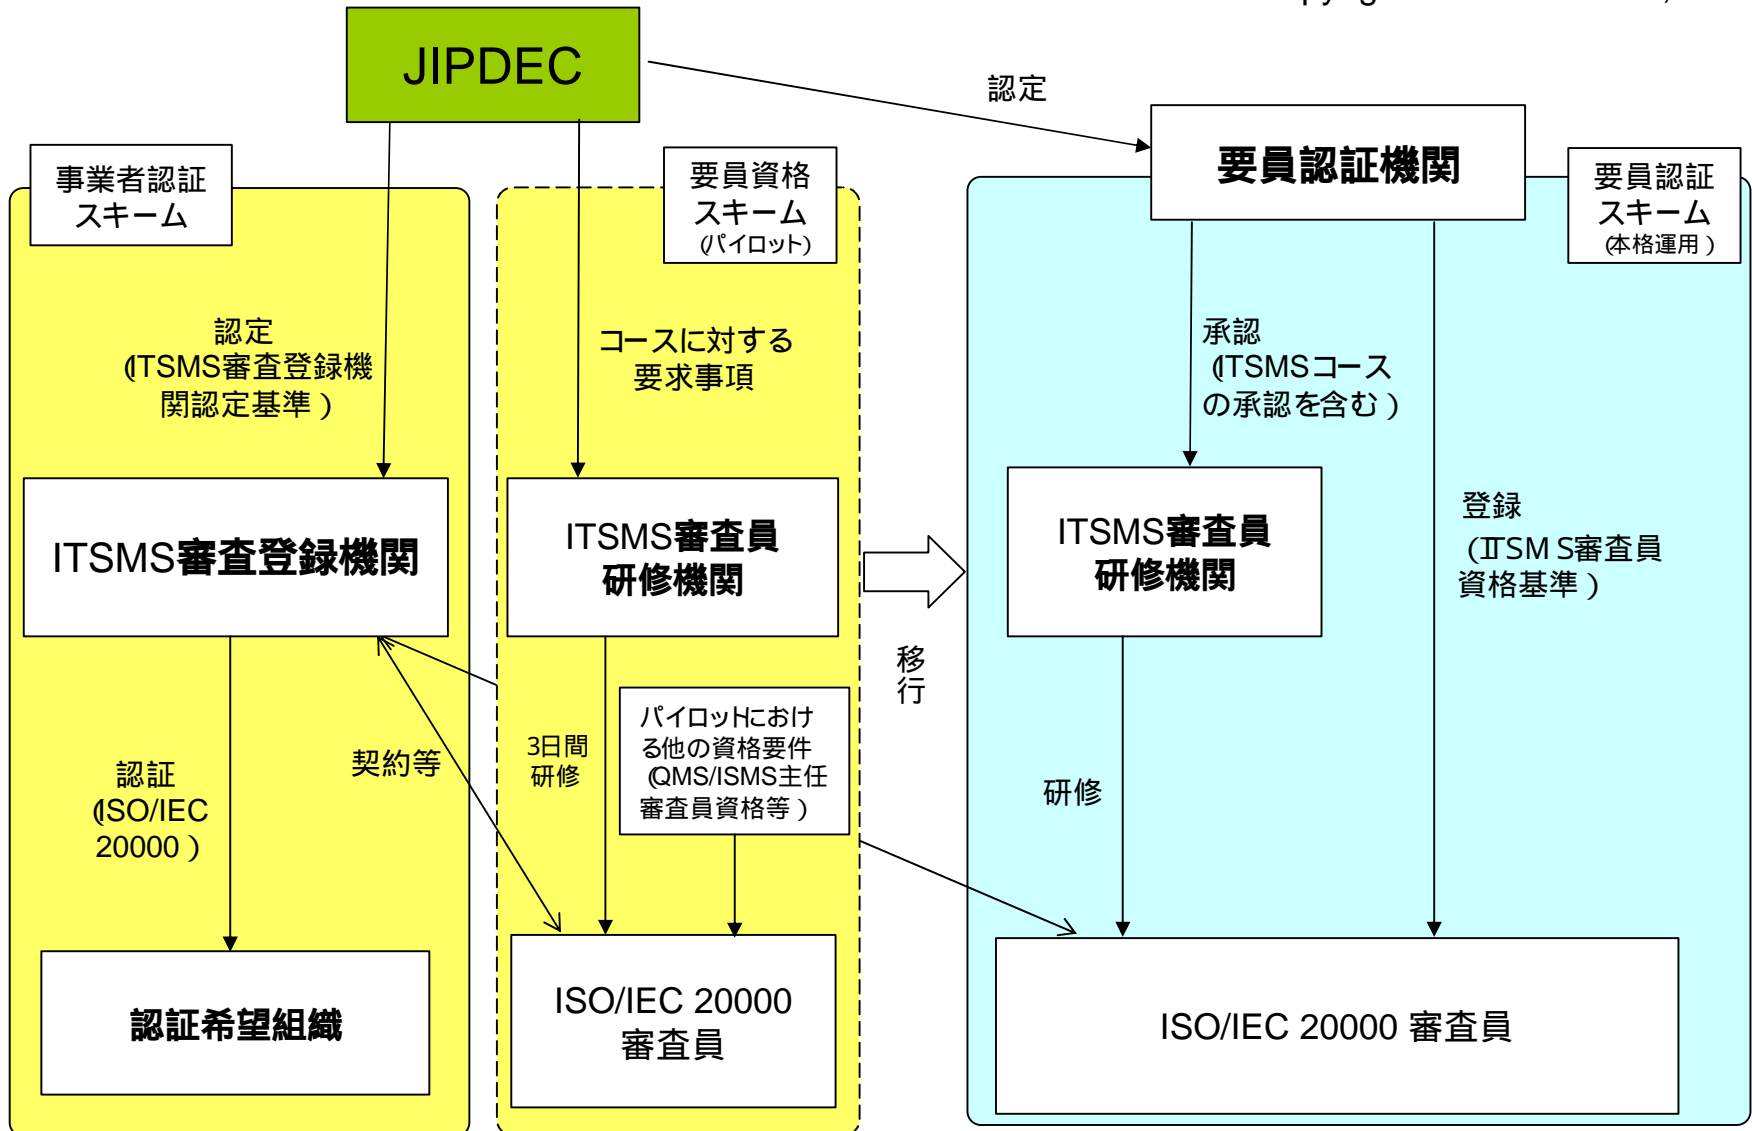 JIPDEC
認定
要員認証機関
事業者認証
スキーム
要員資格
スキーム
(パイロット)
要員認証
スキーム
(本格運用)
認定
(ITSMS審査登録機
関認定基準)
コースに対する
要求事項
承認
(ITSMSコース
の承認を含む)
登録
(ITSMS審査員
資格基準)
ITSMS審査登録機関
ITSMS審査員
研修機関
ITSMS審査員
研修機関
移
行
認証
(ISO/IEC
20000)
契約等
3日間
研修
パイロットにおけ
る他の資格要件
(QMS/ISMS主任
審査員資格等)
研修
認証希望組織
ISO/IEC 20000
審査員
ISO/IEC 20000 審査員